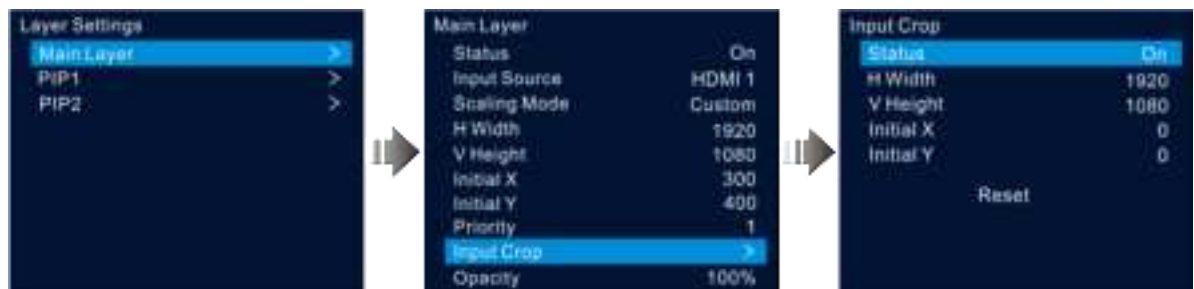 Layer Settings
Main Layer >
PIP1 >
PIP2 >
Main Layer
Status On
Input Source HDMI 1
Scaling Mode Custom
H Width 1920
V Height 1080
Initial X 300
Initial Y 400
Priority 1
Input Crop >
Opacity 100%
Input Crop
Status On
H Width 1920
V Height 1080
Initial X 0
Initial Y 0
Reset